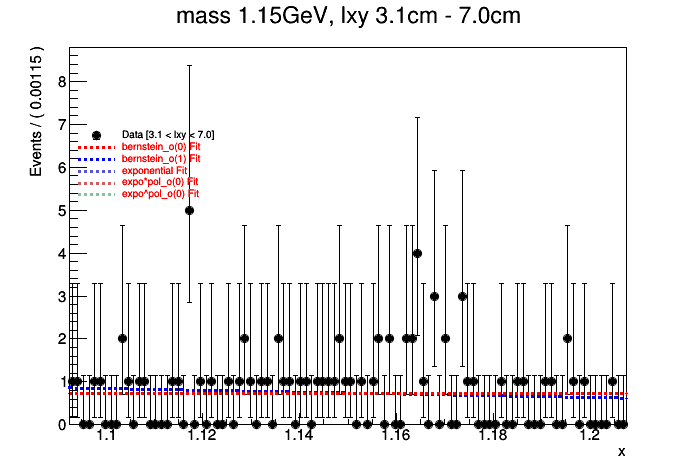 mass 1.15GeV, lxy 3.1cm - 7.0cm
Events / ( 0.00115 )
8
7
6
5
4
3
2
1
0
Data [3.1 < lxy < 7.0]
bernstein_o(0) Fit
bernstein_o(1) Fit
exponential Fit
expo*pol_o(0) Fit
expo^pol_o(0) Fit
1.1 1.12 1.14 1.16 1.18 1.2
x